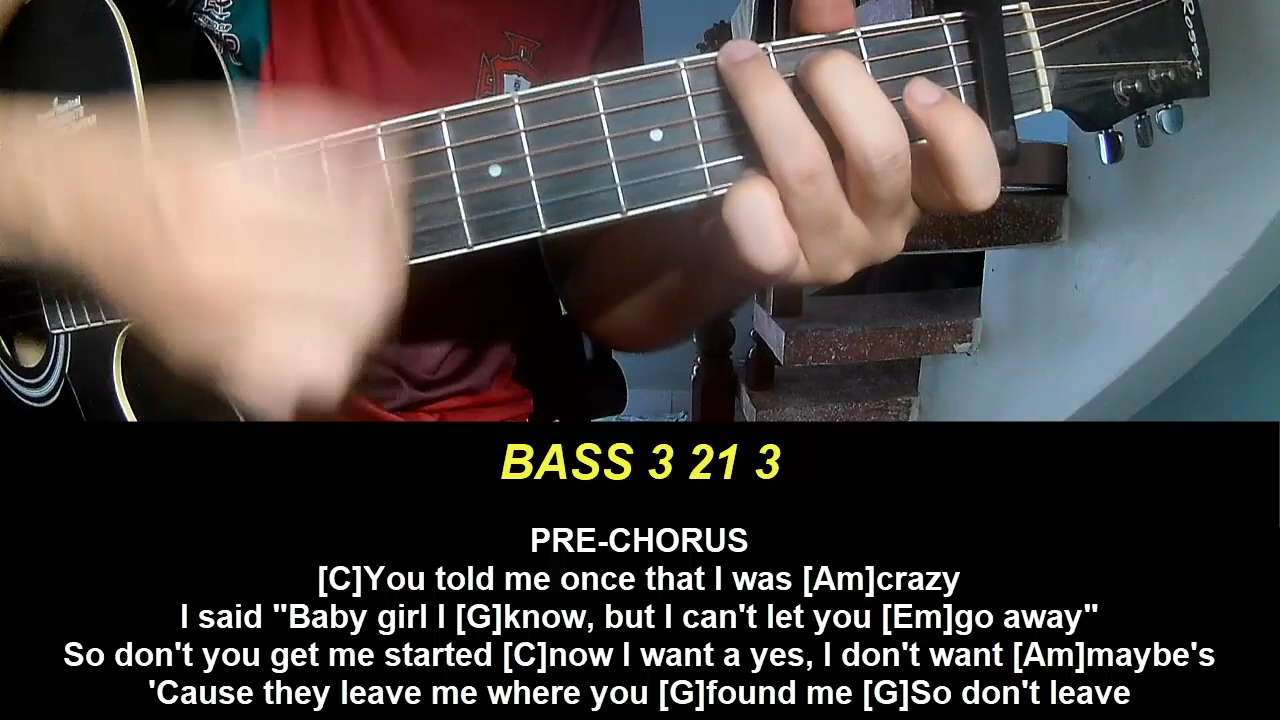 BASS 3 21 3
PRE-CHORUS
[C]You told me once that I was [Am]crazy
I said "Baby girl I [G]know, but I can't let you [Em]go away"
So don't you get me started [C]now I want a yes, I don't want [Am]maybe's
'Cause they leave me where you [G]found me [G]So don't leave